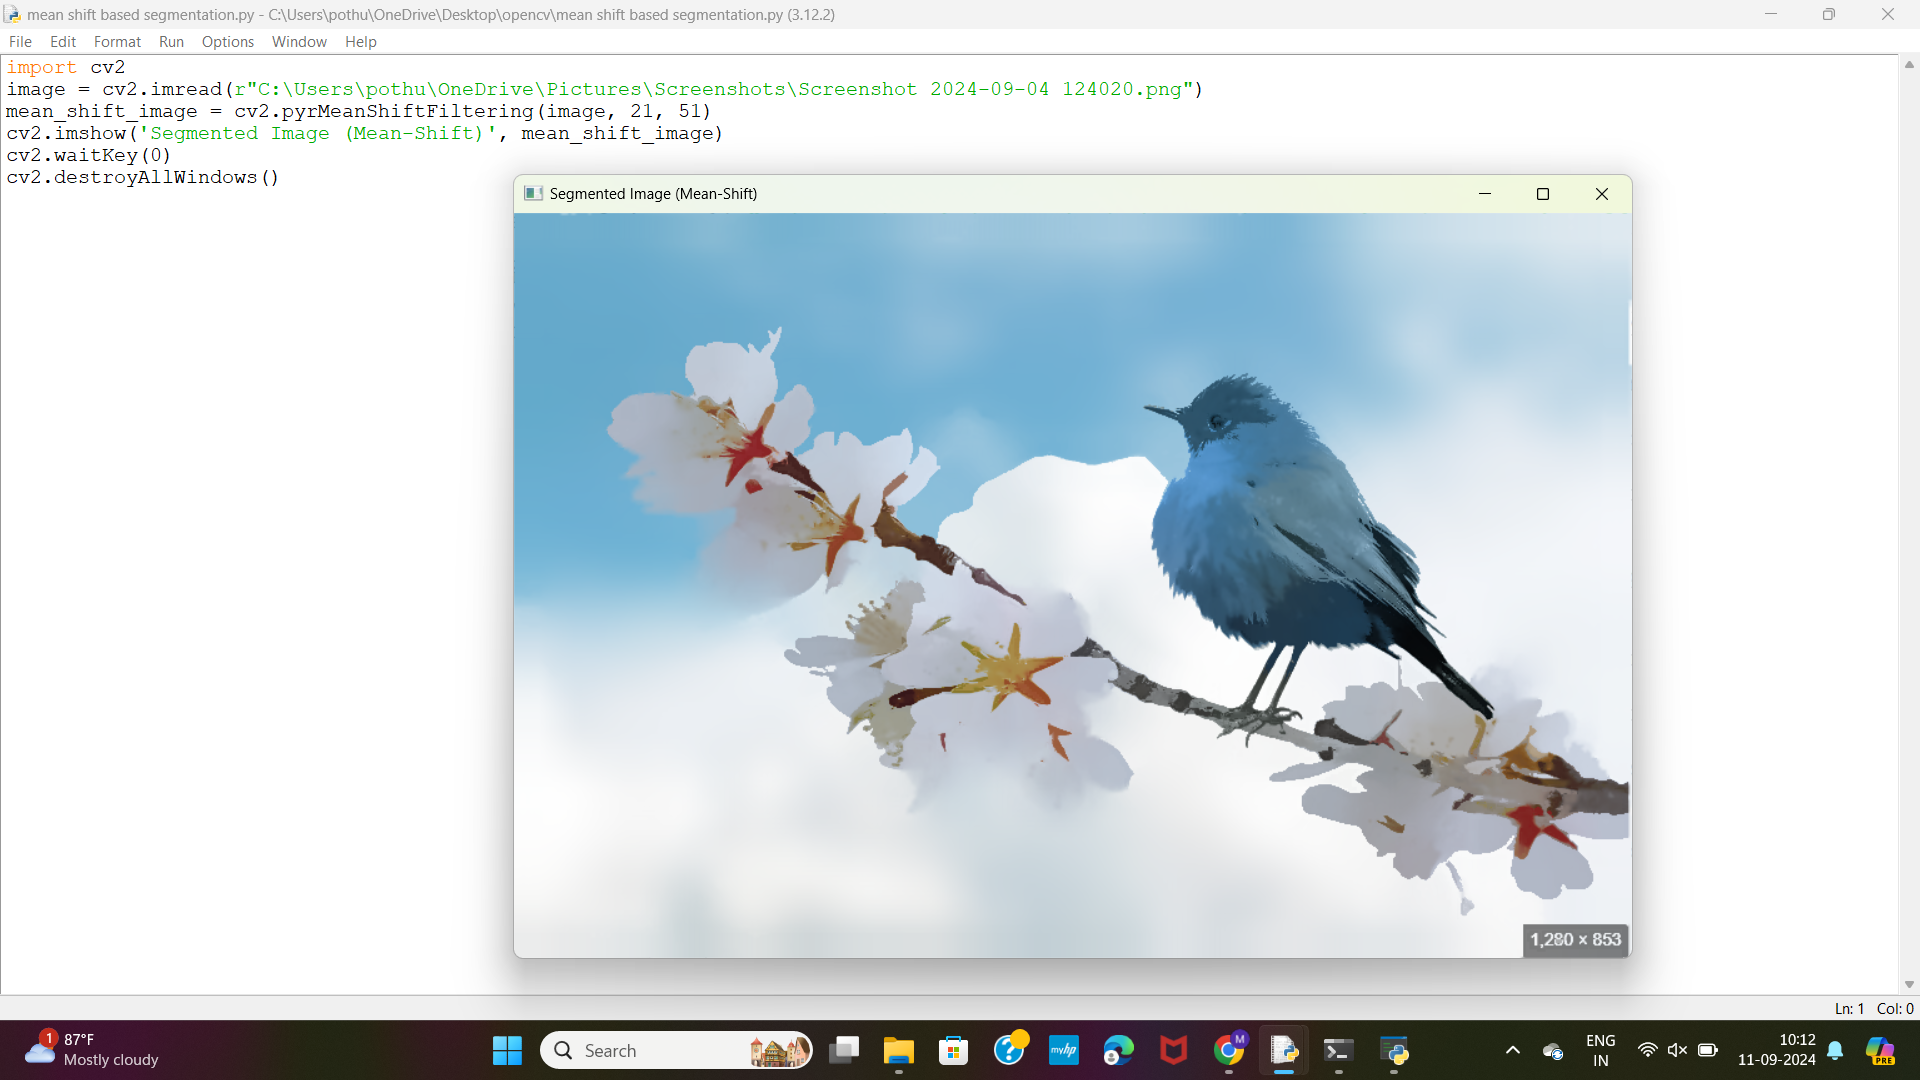 mean shift based segmentation.py - C:\Users\pothu\OneDrive\Desktop\opencv\mean shift based segmentation.py (3.12.2)
File Edit Format Run Options Window Help
import cv2
image = cv2.imread(r"C:\Users\pothu\OneDrive\Pictures\Screenshots\Screenshot 2024-09-04 124020.png")
mean_shift_image = cv2.pyrMeanShiftFiltering(image, 21, 51)
cv2.imshow('Segmented Image (Mean-Shift)', mean_shift_image)
cv2.waitKey(0)
cv2.destroyAllWindows()
Segmented Image (Mean-Shift)
1,280 × 853
Ln: 1 Col: 0
1
87°F
Mostly cloudy
Search
myhp
M
ENG
IN
10:12
11-09-2024
PRE